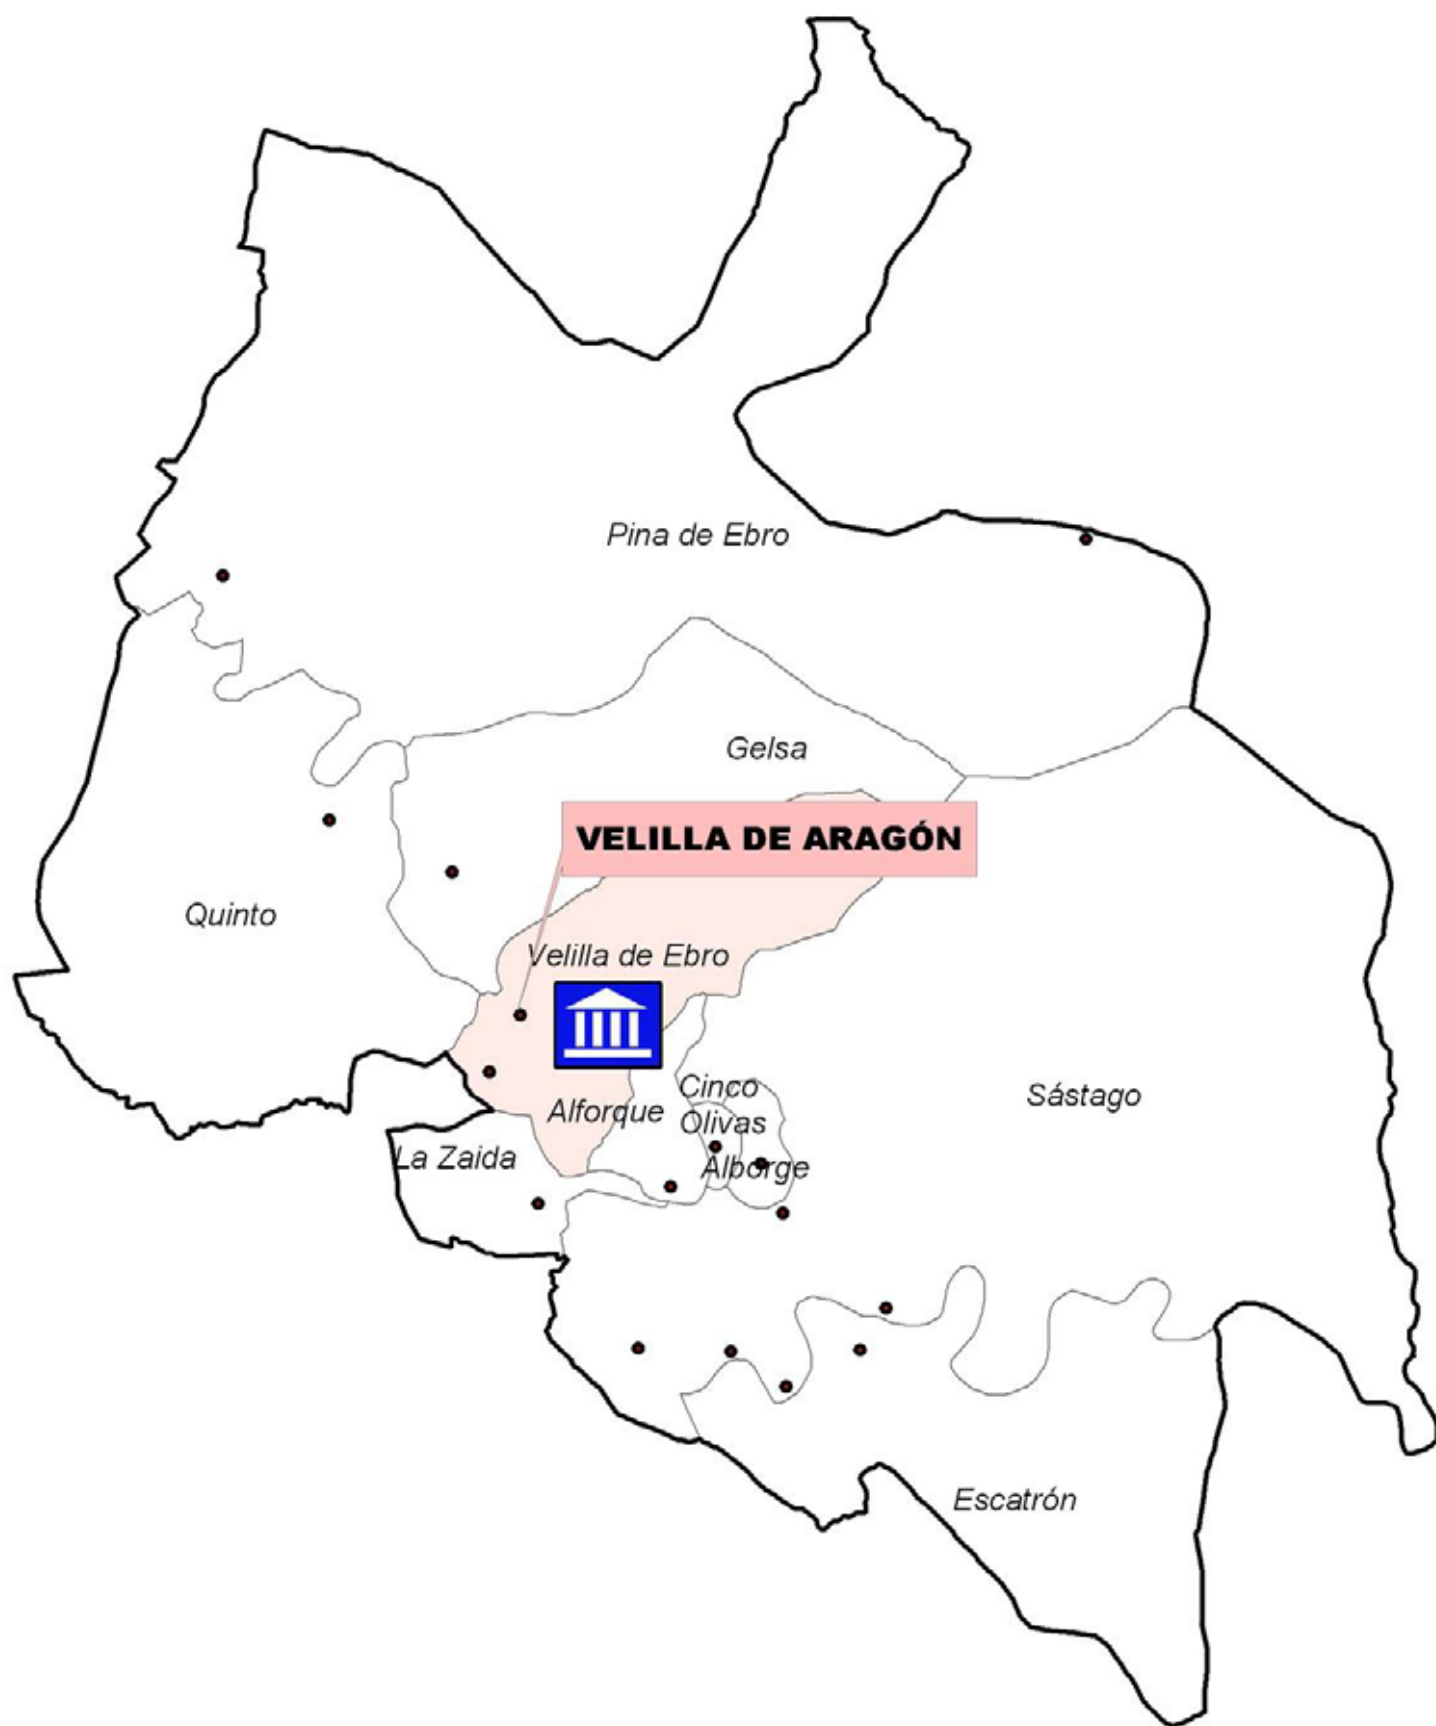 Pina de Ebro
Gelsa
VELILLA DE ARAGÓN
Quinto
Velilla de Ebro
Cinco
Olivas
Sástago
Alforque
La Zaida
Alborge
Escatrón